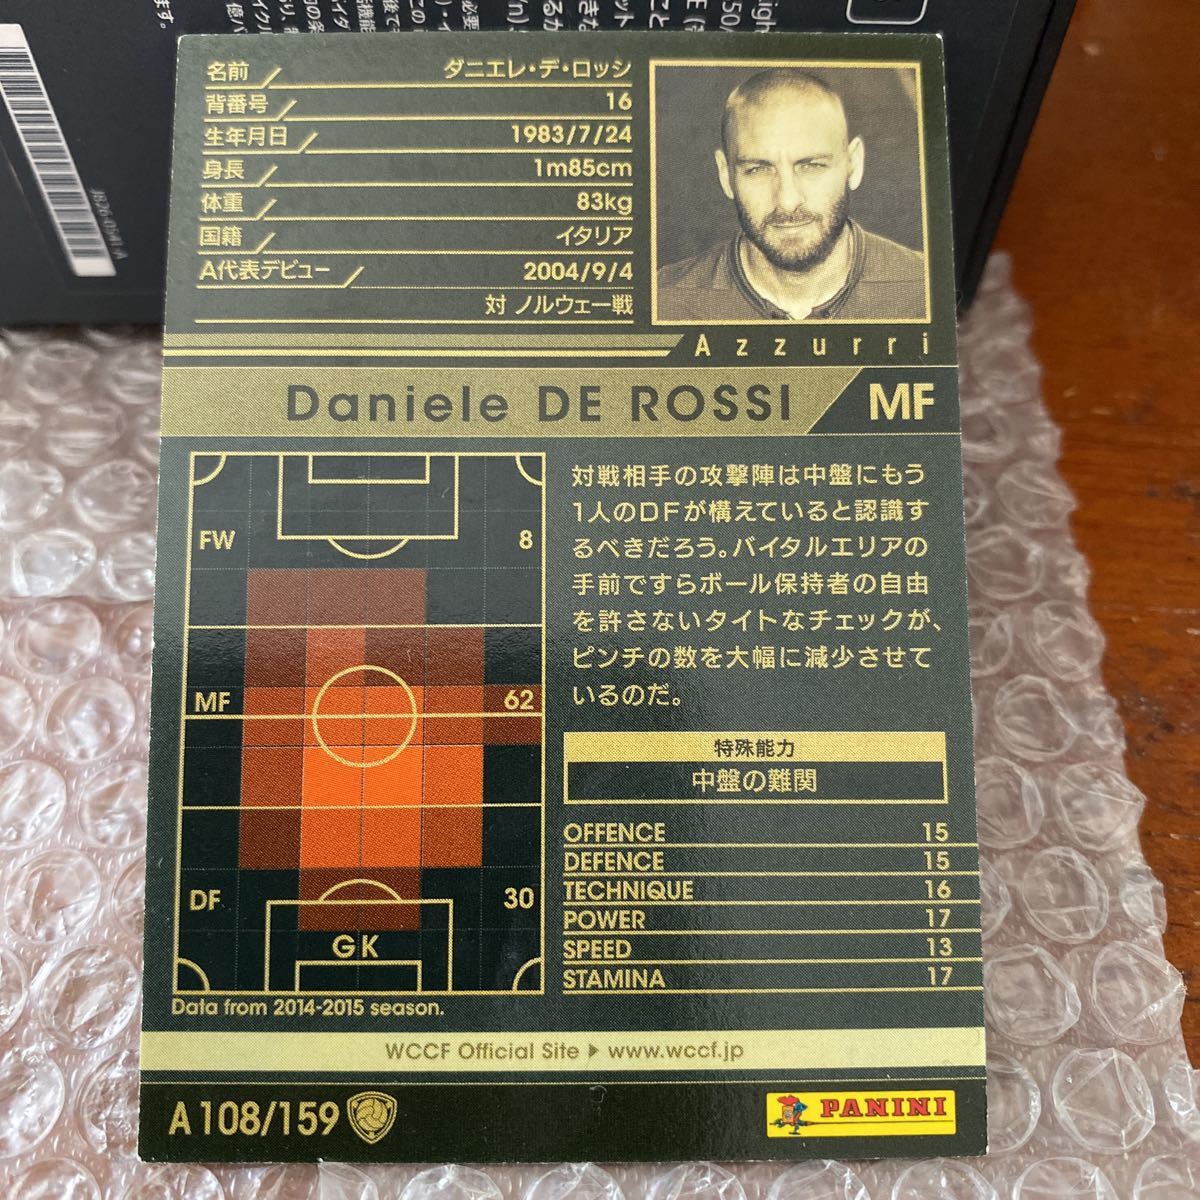 名前 ダニエレ・デ・ロッシ
背番号 16
生年月日 1983/7/24
身長 1m85cm
体重 83kg
国籍 イタリア
A代表デビュー 2004/9/4
対 ノルウェー戦
Azzurri
Daniele DE ROSSI MF
FW 8
MF 62
DF 30
GK
Data from 2014-2015 season.
対戦相手の攻撃陣は中盤にもう
1人のDFが構えていると認識す
るべきだろう。バイタルエリアの
手前ですらボール保持者の自由
を許さないタイトなチェックが、
ピンチの数を大幅に減少させて
いるのだ。
特殊能力
中盤の難関
OFFENCE 15
DEFENCE 15
TECHNIQUE 16
POWER 17
SPEED 13
STAMINA 17
WCCF Official Site ▶ www.wccf.jp
A 108/159
PANINI